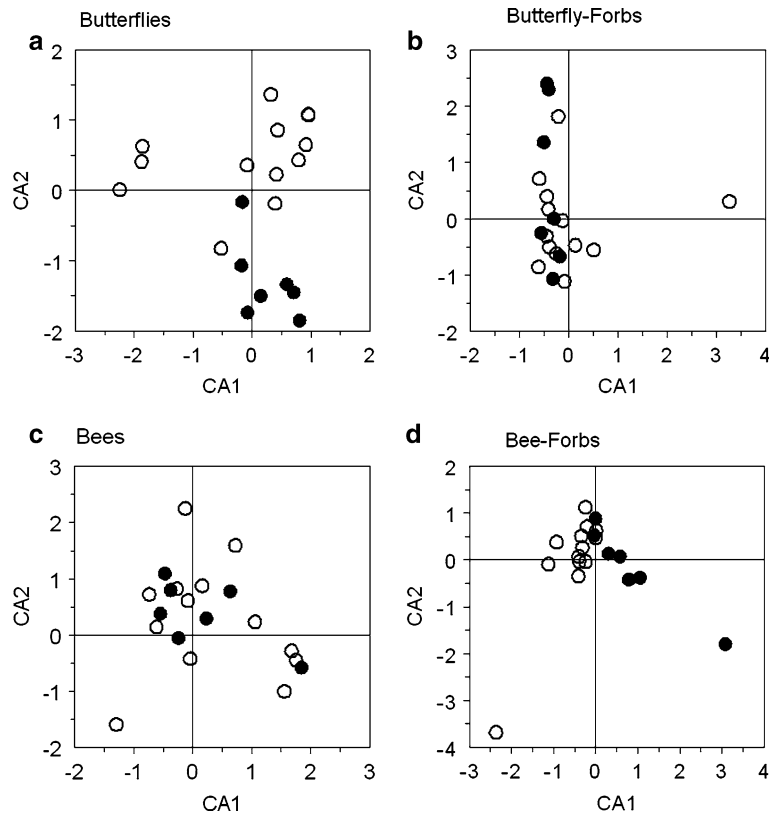 a Butterflies
2
1
0
-1
-2
CA2
-3 -2 -1 0 1 2
CA1
b Butterfly-Forbs
3
2
1
0
-1
-2
CA2
-2 -1 0 1 2 3 4
CA1
c Bees
3
2
1
0
-1
-2
CA2
-2 -1 0 1 2 3
CA1
d Bee-Forbs
2
1
0
-1
-2
-3
-4
CA2
-3 -2 -1 0 1 2 3 4
CA1